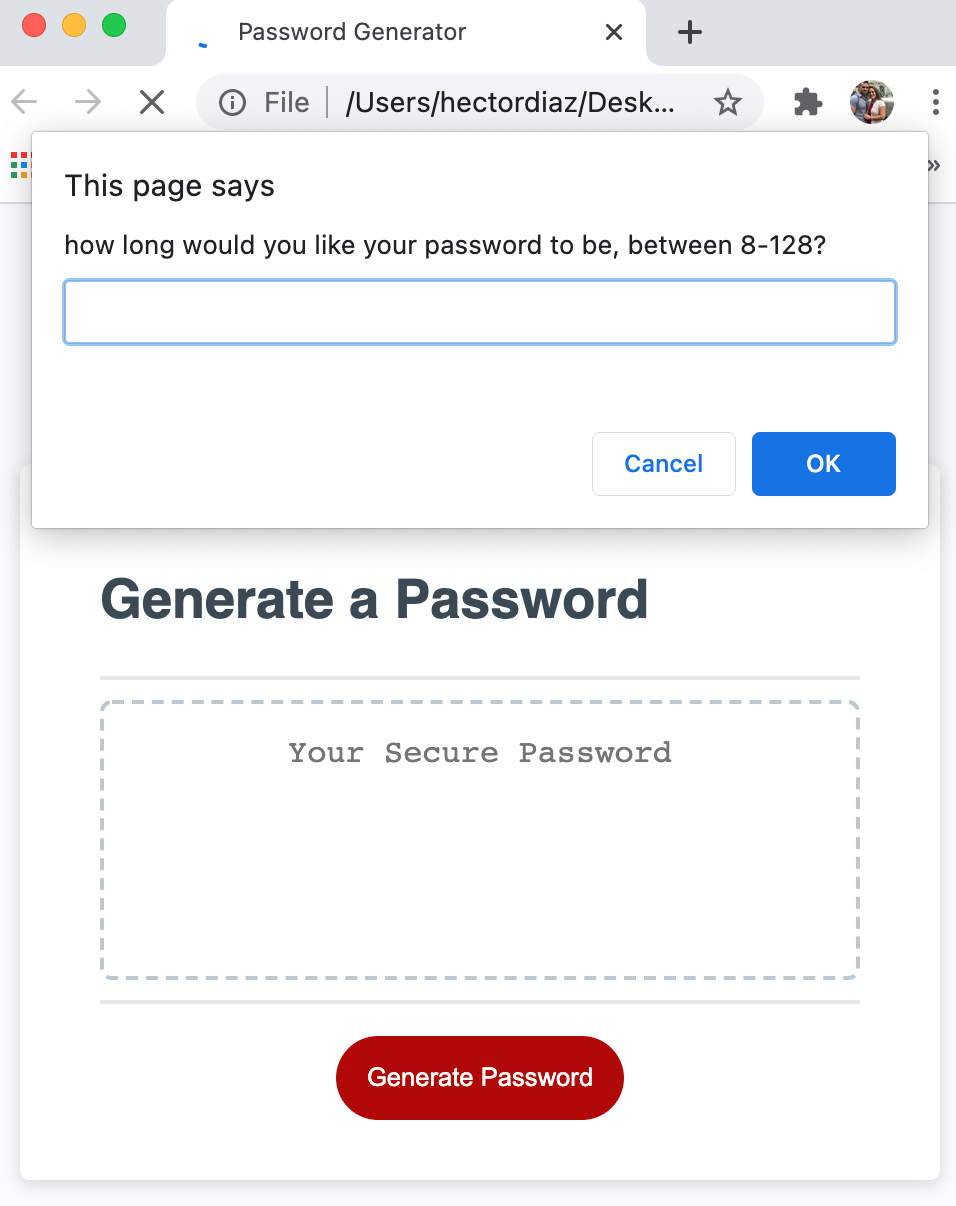 Password Generator
File | /Users/hectordiaz/Desk...
This page says
how long would you like your password to be, between 8-128?
Cancel OK
Generate a Password
Your Secure Password
Generate Password